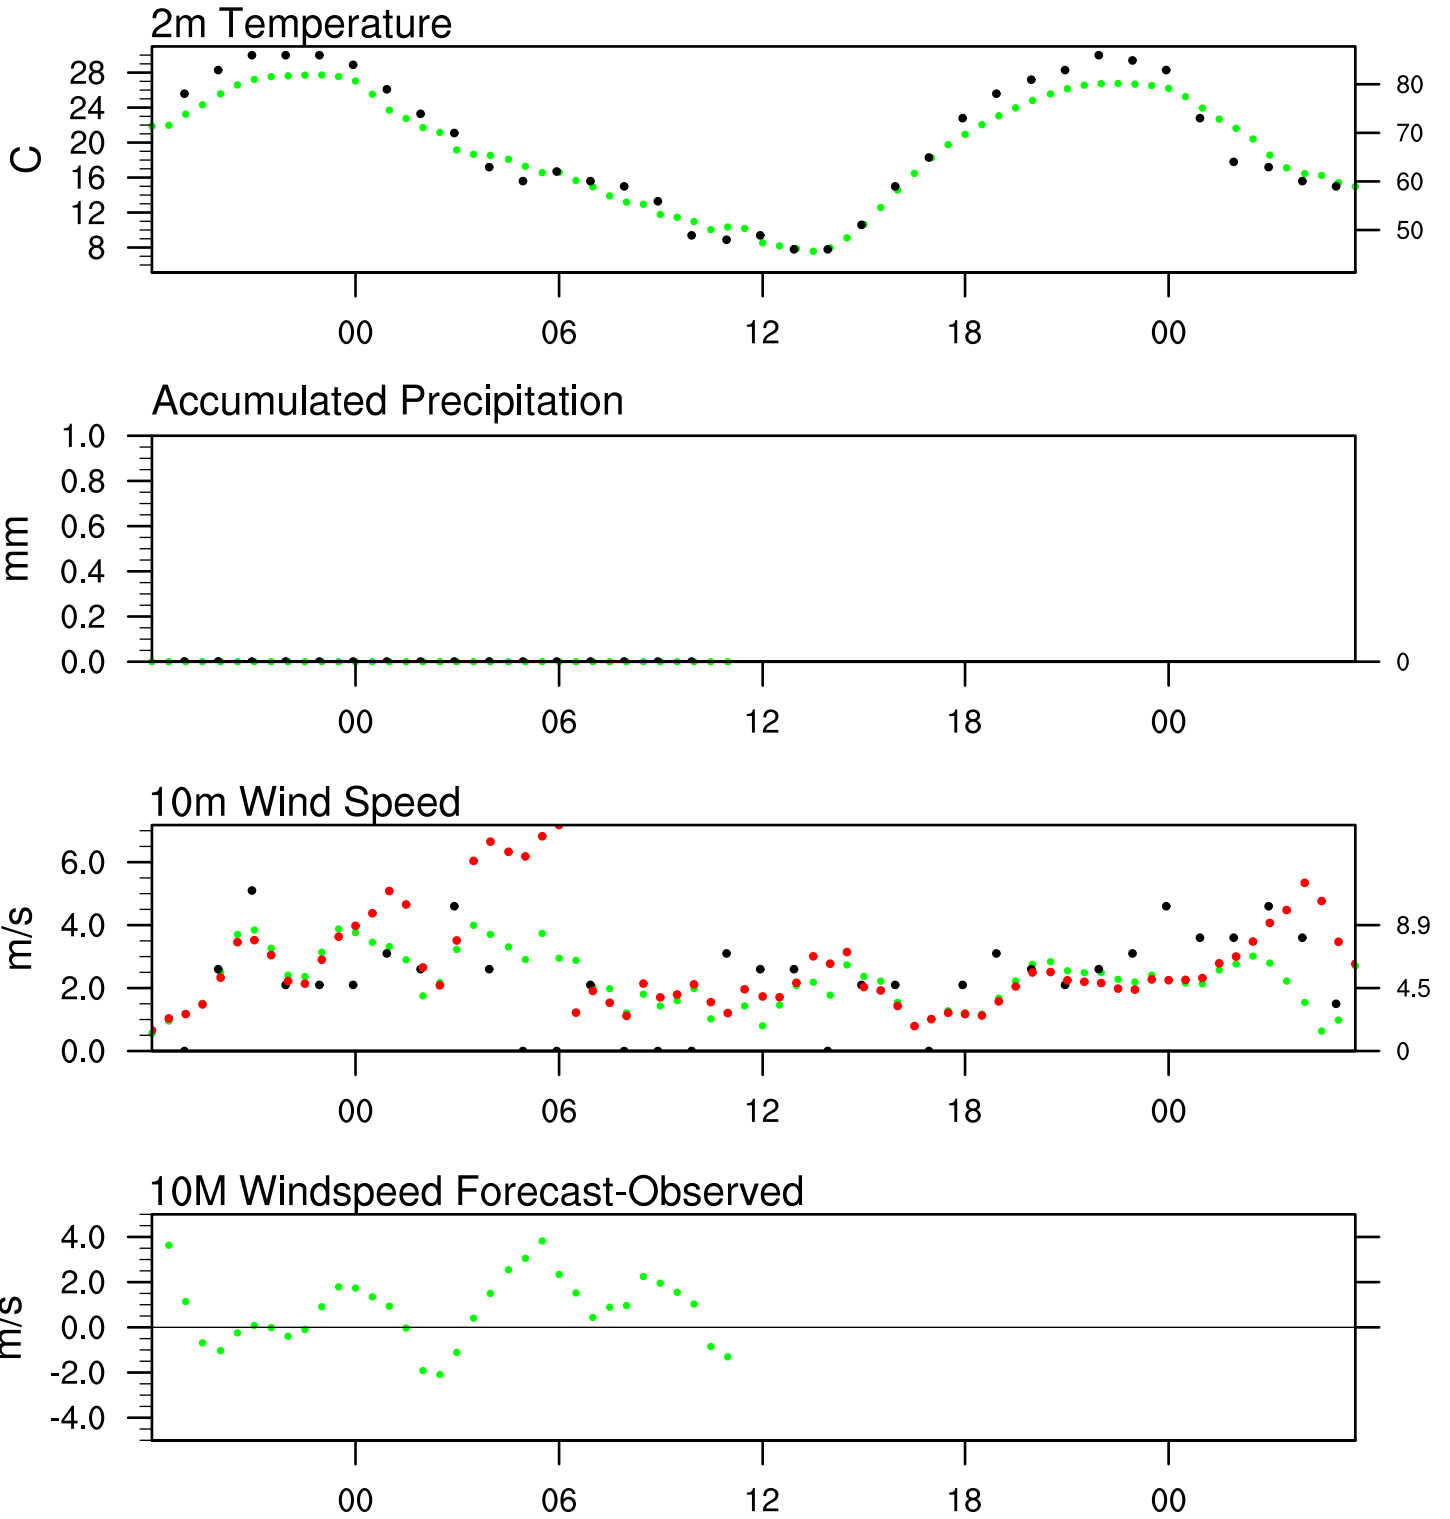 2m Temperature
28
24
20
16
12
8
C
80
70
60
50
00 06 12 18 00
Accumulated Precipitation
1.0
0.8
0.6
0.4
0.2
0.0
mm
0
00 06 12 18 00
10m Wind Speed
6.0
4.0
2.0
0.0
m/s
8.9
4.5
0
00 06 12 18 00
10M Windspeed Forecast-Observed
4.0
2.0
0.0
-2.0
-4.0
m/s
00 06 12 18 00